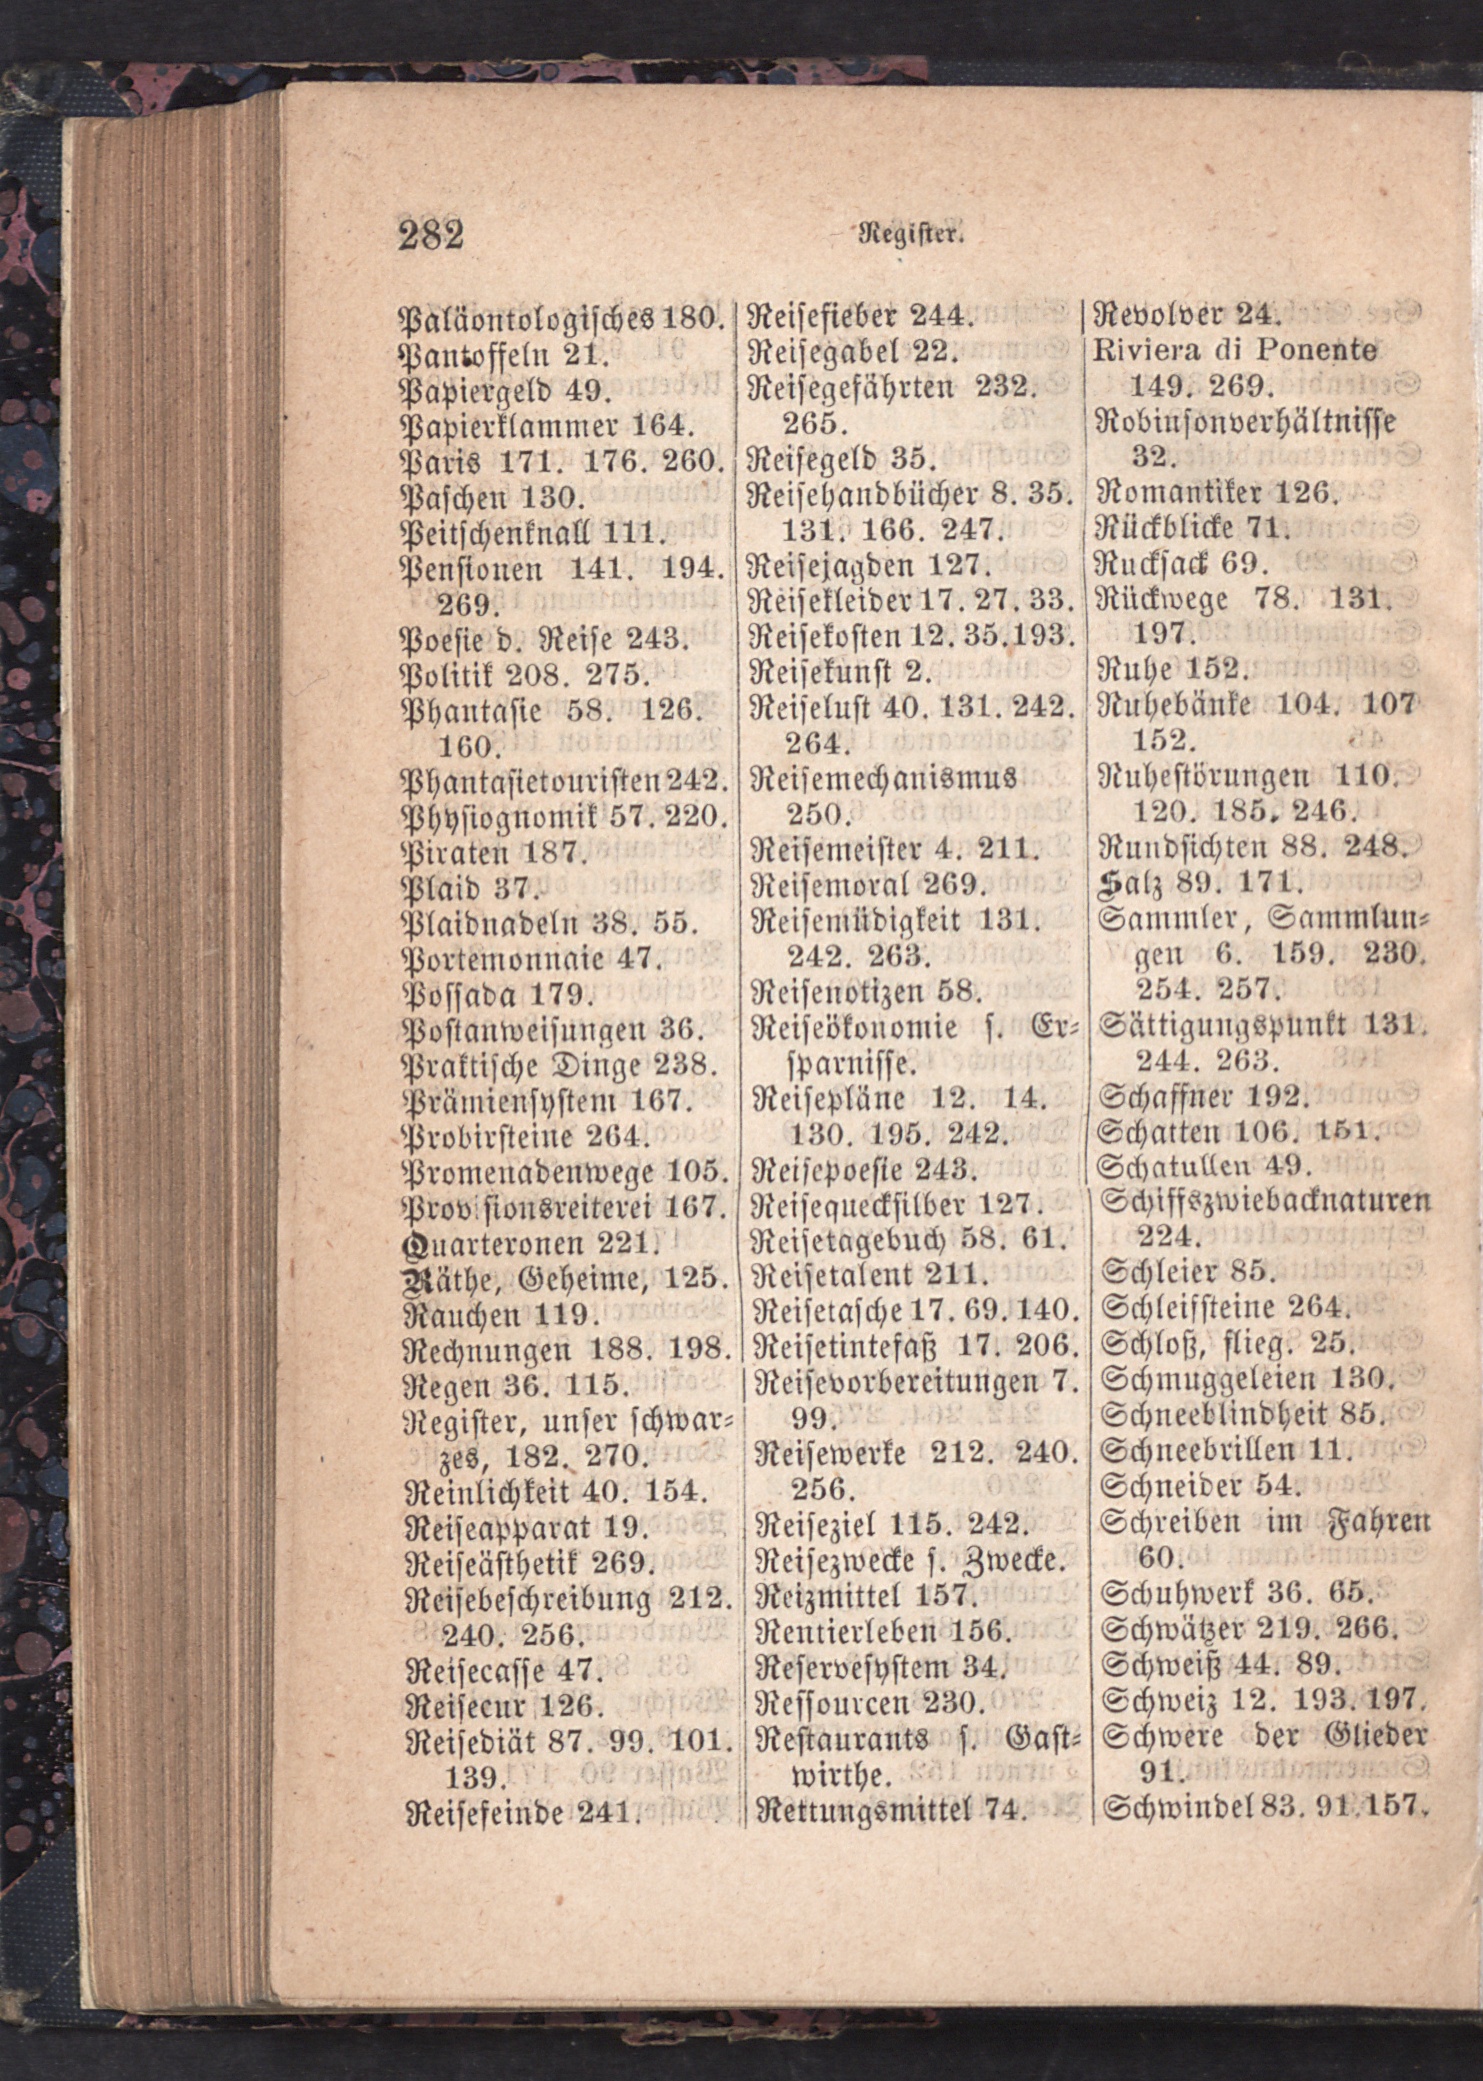 282
Register.
Paläontologisches 180.
Pantoffeln 21.
Papiergeld 49.
Papierklammer 164.
Paris 171. 176. 260.
Paschen 130.
Peitschenknall 111.
Pensionen 141. 194.
269.
Poesie d. Reise 243.
Politik 208. 275.
Phantasie 58. 126.
160.
Phantasietouristen 242.
Physiognomik 57. 220.
Piraten 187.
Plaid 37.
Plaidnadeln 38. 55.
Portemonnaie 47.
Possada 179.
Postanweisungen 36.
Praktische Dinge 238.
Prämiensystem 167.
Probirsteine 264.
Promenadenwege 105.
Provisionsreiterei 167.
Quarteronen 221.
Räthe, Geheime, 125.
Rauchen 119.
Rechnungen 188. 198.
Regen 36. 115.
Register, unser schwar-
zes, 182. 270.
Reinlichkeit 40. 154.
Reiseapparat 19.
Reiseästhetik 269.
Reisebeschreibung 212.
240. 256.
Reisecasse 47.
Reisecur 126.
Reisediät 87. 99. 101.
139.
Reisefeinde 241.
Reisefieber 244.
Reisegabel 22.
Reisegefährten 232.
265.
Reisegeld 35.
Reisehandbücher 8. 35.
131. 166. 247.
Reisejagden 127.
Reisekleider 17. 27. 33.
Reisekosten 12. 35. 193.
Reisekunst 2.
Reiselust 40. 131. 242.
264.
Reisemechanismus
250.
Reisemeister 4. 211.
Reisemoral 269.
Reisemüdigkeit 131.
242. 263.
Reisenotizen 58.
Reiseökonomie s. Er-
sparnisse.
Reisepläne 12. 14.
130. 195. 242.
Reisepoesie 243.
Reisequecksilber 127.
Reisetagebuch 58. 61.
Reisetalent 211.
Reisetasche 17. 69. 140.
Reisetintefaß 17. 206.
Reisevorbereitungen 7.
99.
Reisewerke 212. 240.
256.
Reiseziel 115. 242.
Reisezwecke s. Zwecke.
Reizmittel 157.
Rentierleben 156.
Reservesystem 34.
Ressourcen 230.
Restaurants s. Gast-
wirthe.
Rettungsmittel 74.
Revolver 24.
Riviera di Ponente
149. 269.
Robinsonverhältnisse
32.
Romantiker 126.
Rückblicke 71.
Rucksack 69.
Rückwege 78. 131.
197.
Ruhe 152.
Ruhebänke 104. 107
152.
Ruhestörungen 110.
120. 185. 246.
Rundsichten 88. 248.
Salz 89. 171.
Sammler, Sammlun-
gen 6. 159. 230.
254. 257.
Sättigungspunkt 131.
244. 263.
Schaffner 192.
Schatten 106. 151.
Schatullen 49.
Schiffszwiebacknaturen
224.
Schleier 85.
Schleifsteine 264.
Schloß, flieg. 25.
Schmuggeleien 130.
Schneeblindheit 85.
Schneebrillen 11.
Schneider 54.
Schreiben im Fahren
60.
Schuhwerk 36. 65.
Schwätzer 219. 266.
Schweiß 44. 89.
Schweiz 12. 193. 197.
Schwere der Glieder
91.
Schwindel 83. 91. 157.